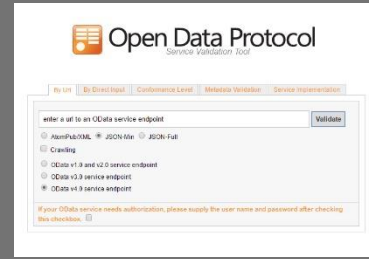 Open Data Protocol
Service Validation Tool
By Uri By Direct Input Conformance Level Metadata Validation Service Implementation
enter a url to an OData service endpoint Validate
AtomPub/XML JSON-Min JSON-Full
Crawling
OData v1.0 and v2.0 service endpoint
OData v3.0 service endpoint
OData v4.0 service endpoint
If your OData service needs authorization, please supply the user name and password after checking
this checkbox.